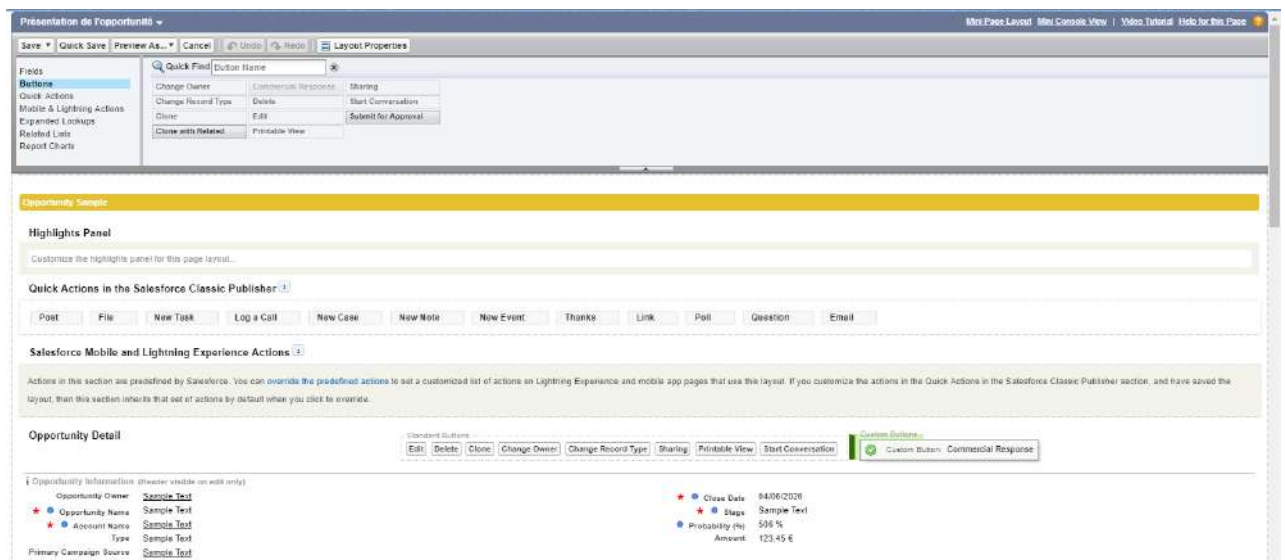 Présentation de l'opportunité
Mini Page Layout Mini Console View | Video Tutorial Help for this Page
Save Quick Save Preview As... Cancel Undo Redo Layout Properties
Fields
Buttons
Quick Actions
Mobile & Lightning Actions
Expanded Lookups
Related Lists
Report Charts
Quick Find Button Name
Change Owner Commercial Response Sharing
Change Record Type Delete Start Conversation
Clone Edit Submit for Approval
Clone with Related Printable View
Opportunity Sample
Highlights Panel
Customize the highlights panel for this page layout...
Quick Actions in the Salesforce Classic Publisher
Post File New Task Log a Call New Case New Note New Event Thanks Link Poll Question Email
Salesforce Mobile and Lightning Experience Actions
Actions in this section are predefined by Salesforce. You can override the predefined actions to set a customized list of actions on Lightning Experience and mobile app pages that use this layout. If you customize the actions in the Quick Actions in the Salesforce Classic Publisher section, and have saved the
layout, then this section inherits that set of actions by default when you click to override.
Opportunity Detail
Standard Buttons
Edit Delete Clone Change Owner Change Record Type Sharing Printable View Start Conversation
Custom Buttons
Custom Button: Commercial Response
Opportunity Information (Header visible on edit only)
Opportunity Owner Sample Text
Opportunity Name Sample Text
Account Name Sample Text
Type Sample Text
Primary Campaign Source Sample Text
Close Date 04/06/2020
Stage Sample Text
Probability (%) 506 %
Amount 123,45 €